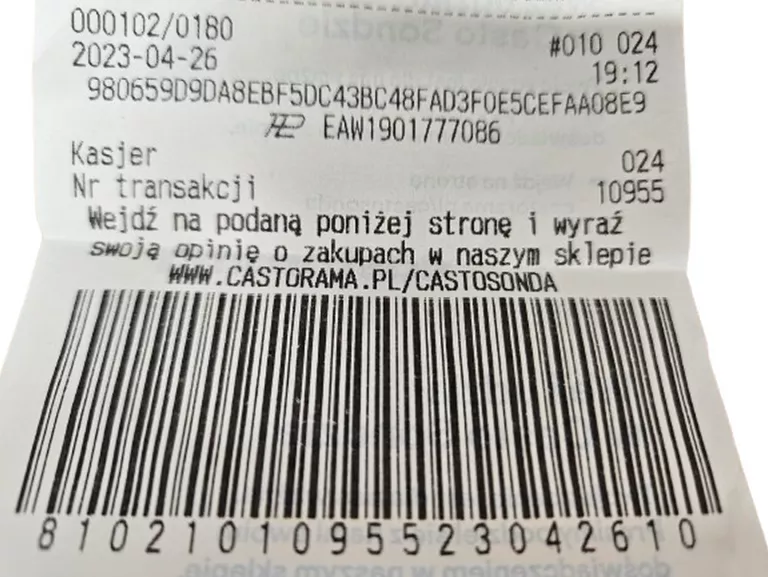 000102/0180 #010 024
2023-04-26 19:12
980659D9DA8EBF5DC43BC48FAD3F0E5CEFAA08E9
EAW1901777086
Kasjer 024
Nr transakcji 10955
Wejdź na podaną poniżej stronę i wyraź
swoją opinię o zakupach w naszym sklepie
WWW.CASTORAMA.PL/CASTOSONDA
8102101095523042610